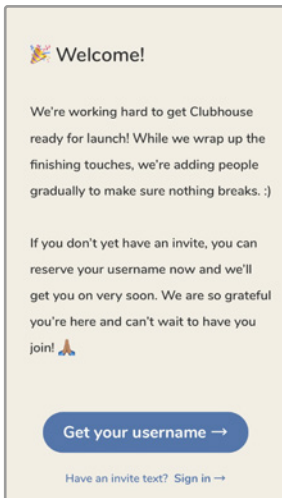 🎉 Welcome!
We're working hard to get Clubhouse
ready for launch! While we wrap up the
finishing touches, we're adding people
gradually to make sure nothing breaks. :)
If you don't yet have an invite, you can
reserve your username now and we'll
get you on very soon. We are so grateful
you're here and can't wait to have you
join! 🙏🏽
Get your username →
Have an invite text? Sign in →